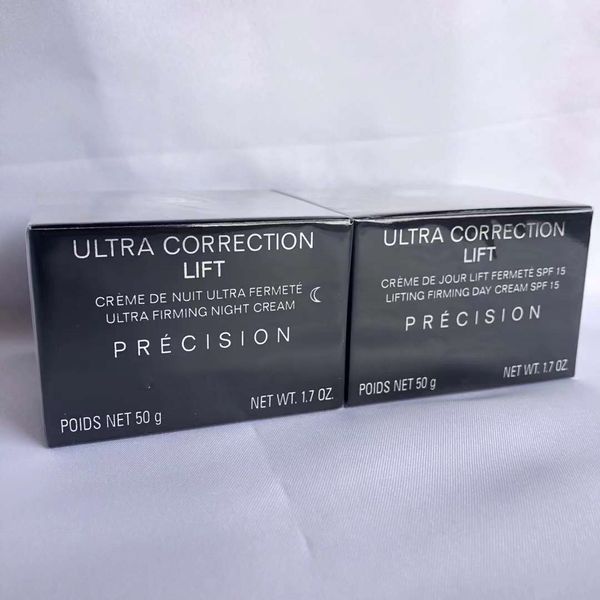 ULTRA CORRECTION
LIFT
CRÈME DE NUIT ULTRA FERMETÉ
ULTRA FIRMING NIGHT CREAM
PRÉCISION
POIDS NET 50 g
NET WT. 1.7 OZ.
ULTRA CORRECTION
LIFT
CRÈME DE JOUR LIFT FERMETÉ SPF 15
LIFTING FIRMING DAY CREAM SPF 15
PRÉCISION
POIDS NET 50 g
NET WT. 1.7 OZ.